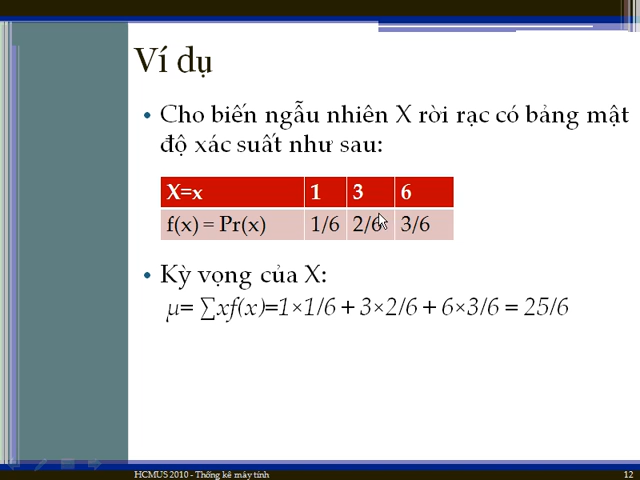 Ví dụ
• Cho biến ngẫu nhiên X rời rạc có bảng mật
độ xác suất như sau:
X=x 1 3 6
f(x) = Pr(x) 1/6 2/6 3/6
• Kỳ vọng của X:
μ= ∑xf(x)=1×1/6 + 3×2/6 + 6×3/6 = 25/6
HCMUS 2010 - Thống kê máy tính 12